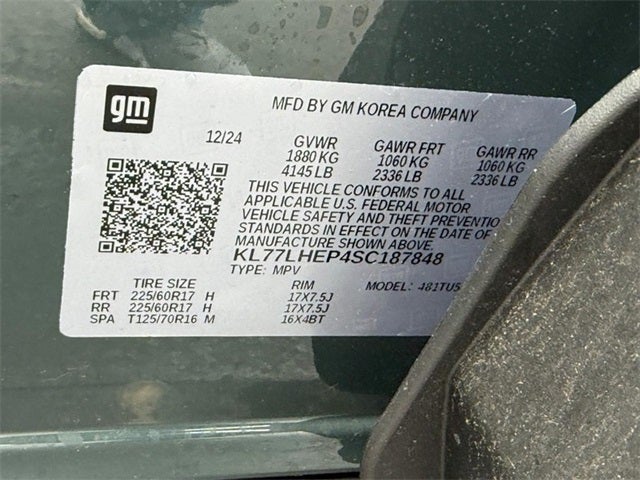 gm
MFD BY GM KOREA COMPANY
12/24 GVWR GAWR FRT GAWR RR
1880 KG 1060 KG 1060 KG
4145 LB 2336 LB 2336 LB
THIS VEHICLE CONFORMS TO ALL
APPLICABLE U.S. FEDERAL MOTOR
VEHICLE SAFETY AND THEFT PREVENTIO
STANDARDS IN EFFECT ON THE DATE OF
MANUFACTURE SHOWN ABOVE.
KL77LHEP4SC187848
TYPE: MPV MODEL: 481TU5
TIRE SIZE RIM
FRT 225/60R17 H 17X7.5J
RR 225/60R17 H 17X7.5J
SPA T125/70R16 M 16X4BT